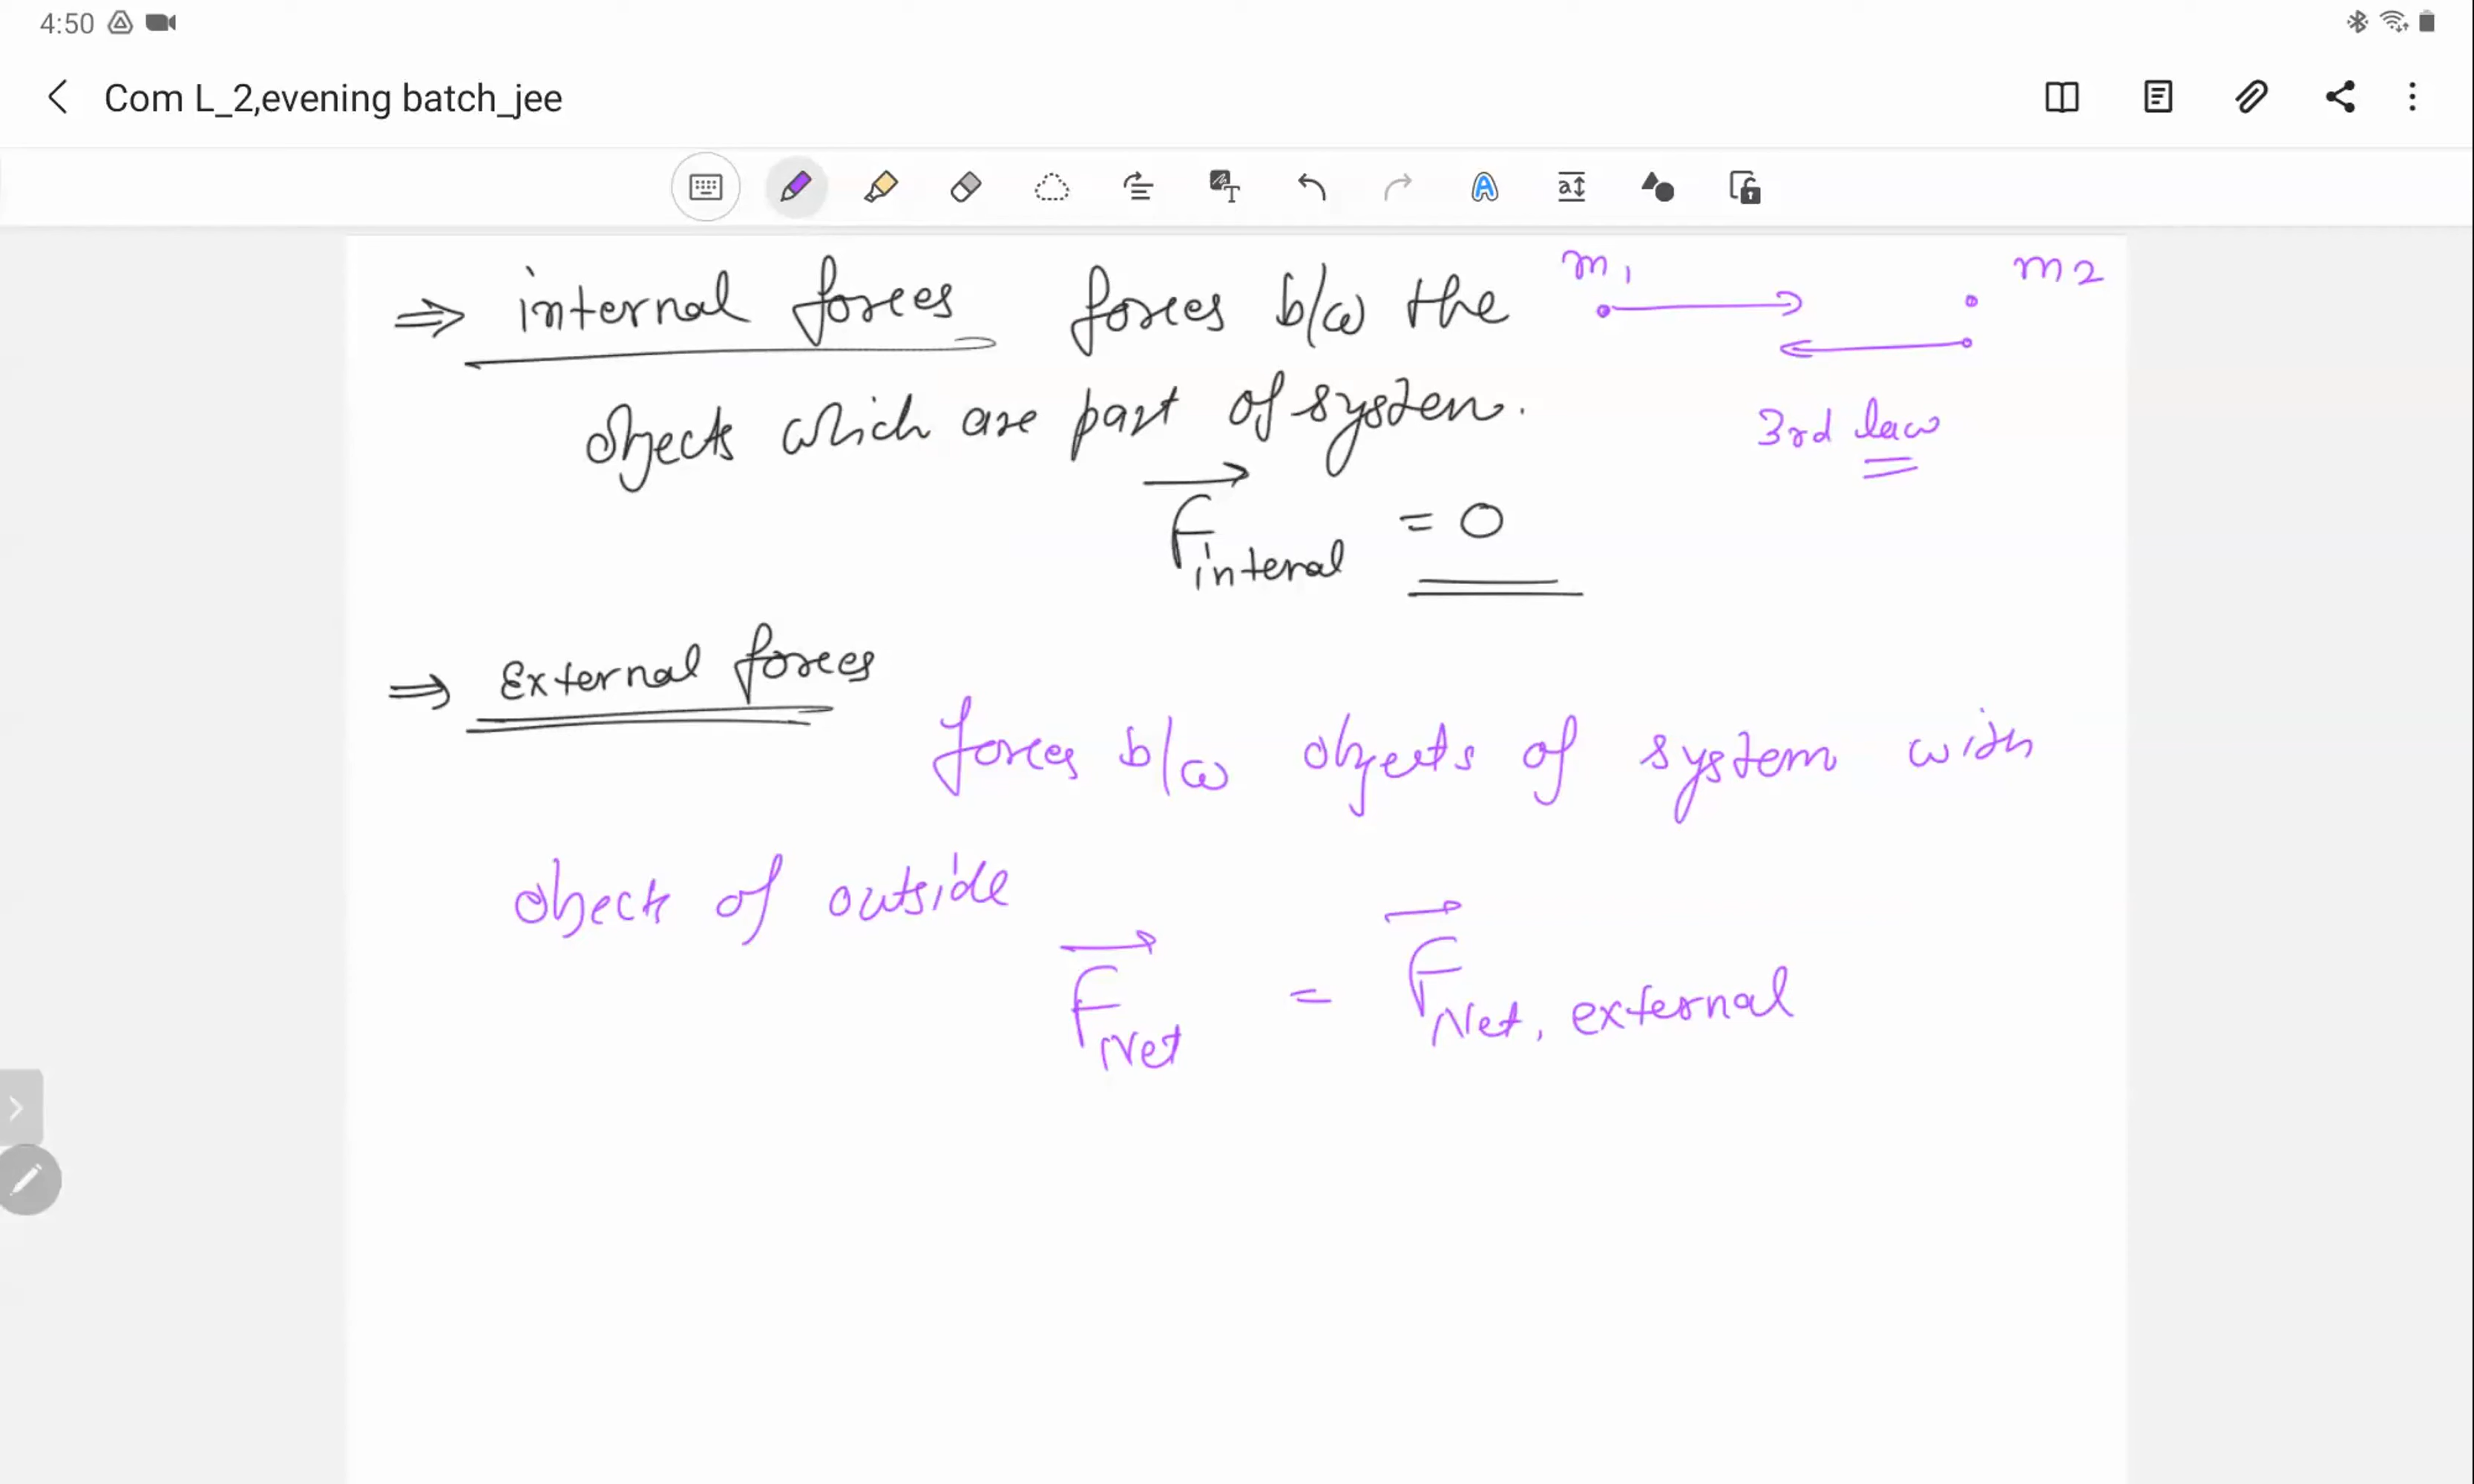 4:50
Com L_2,evening batch_jee
⇒ internal forces forces b/w the
m1 m2
objects which are part of system.
3rd law
F internal = 0
⇒ External forces
forces b/w objects of system with
object of outside
F Net = F Net, external